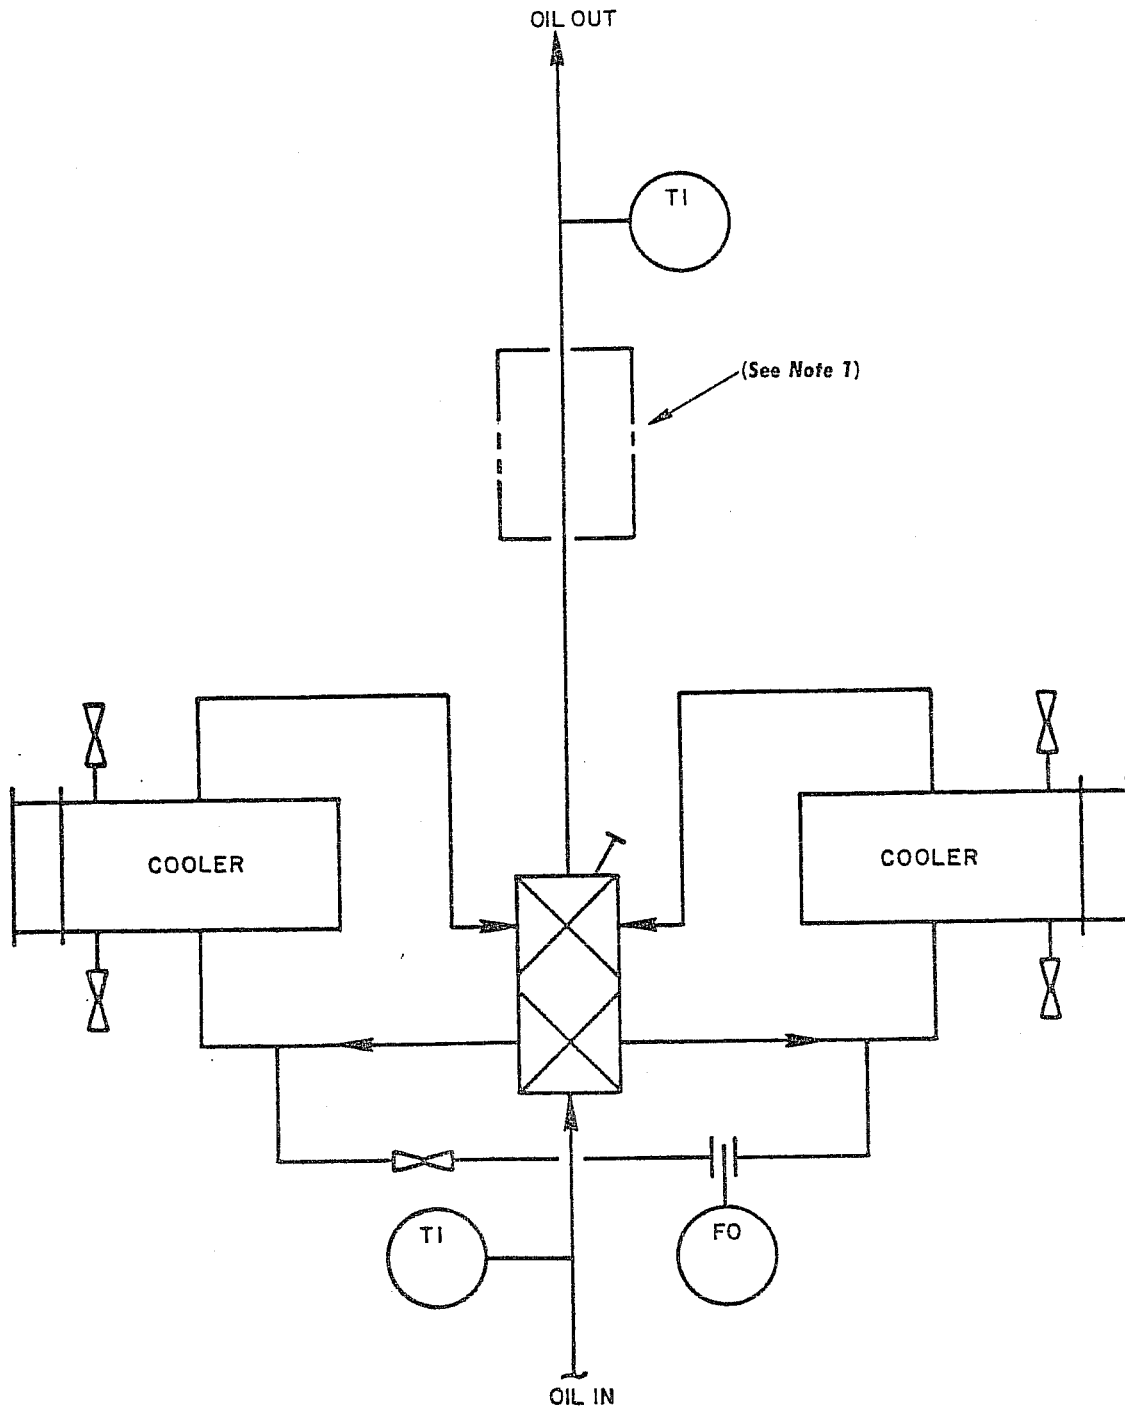 OIL OUT
TI
(See Note 1)
COOLER
COOLER
TI
FO
OIL IN